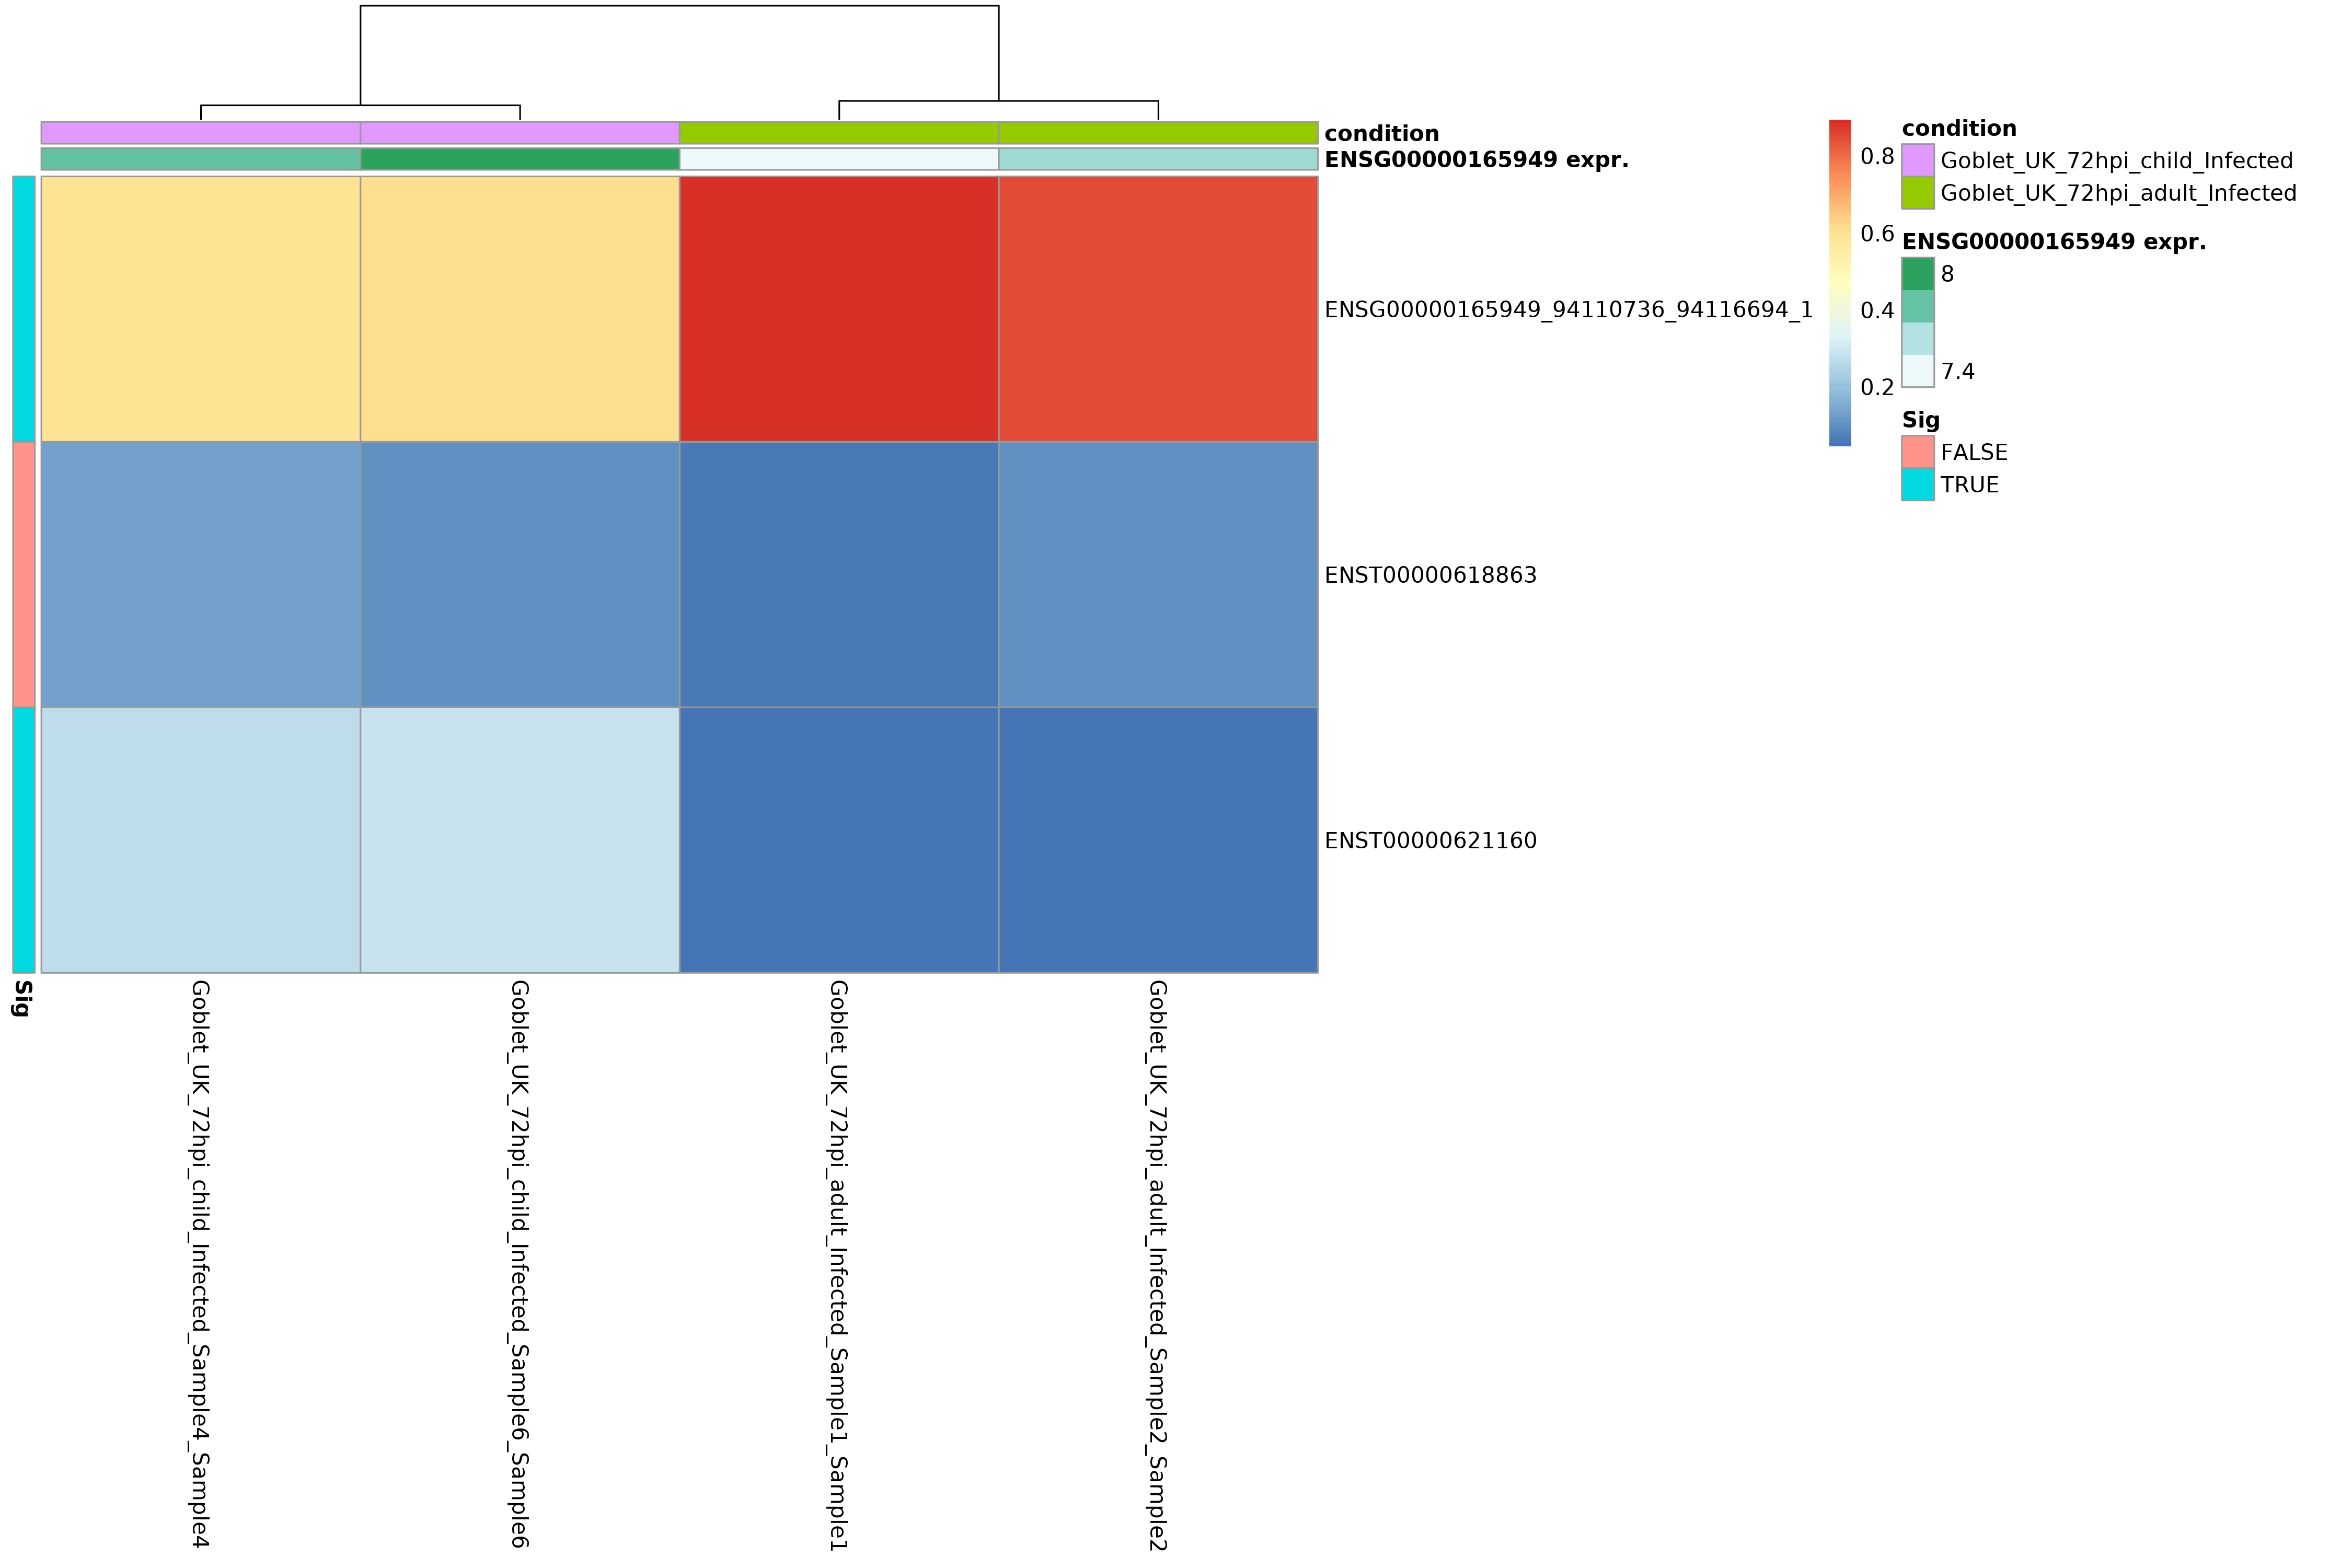 condition
ENSG00000165949 expr.
ENSG00000165949_94110736_94116694_1
ENST00000618863
ENST00000621160
Sig
Goblet_UK_72hpi_child_Infected_Sample4_Sample4
Goblet_UK_72hpi_child_Infected_Sample6_Sample6
Goblet_UK_72hpi_adult_Infected_Sample1_Sample1
Goblet_UK_72hpi_adult_Infected_Sample2_Sample2
0.8
0.6
0.4
0.2
condition
Goblet_UK_72hpi_child_Infected
Goblet_UK_72hpi_adult_Infected
ENSG00000165949 expr.
8
7.4
Sig
FALSE
TRUE